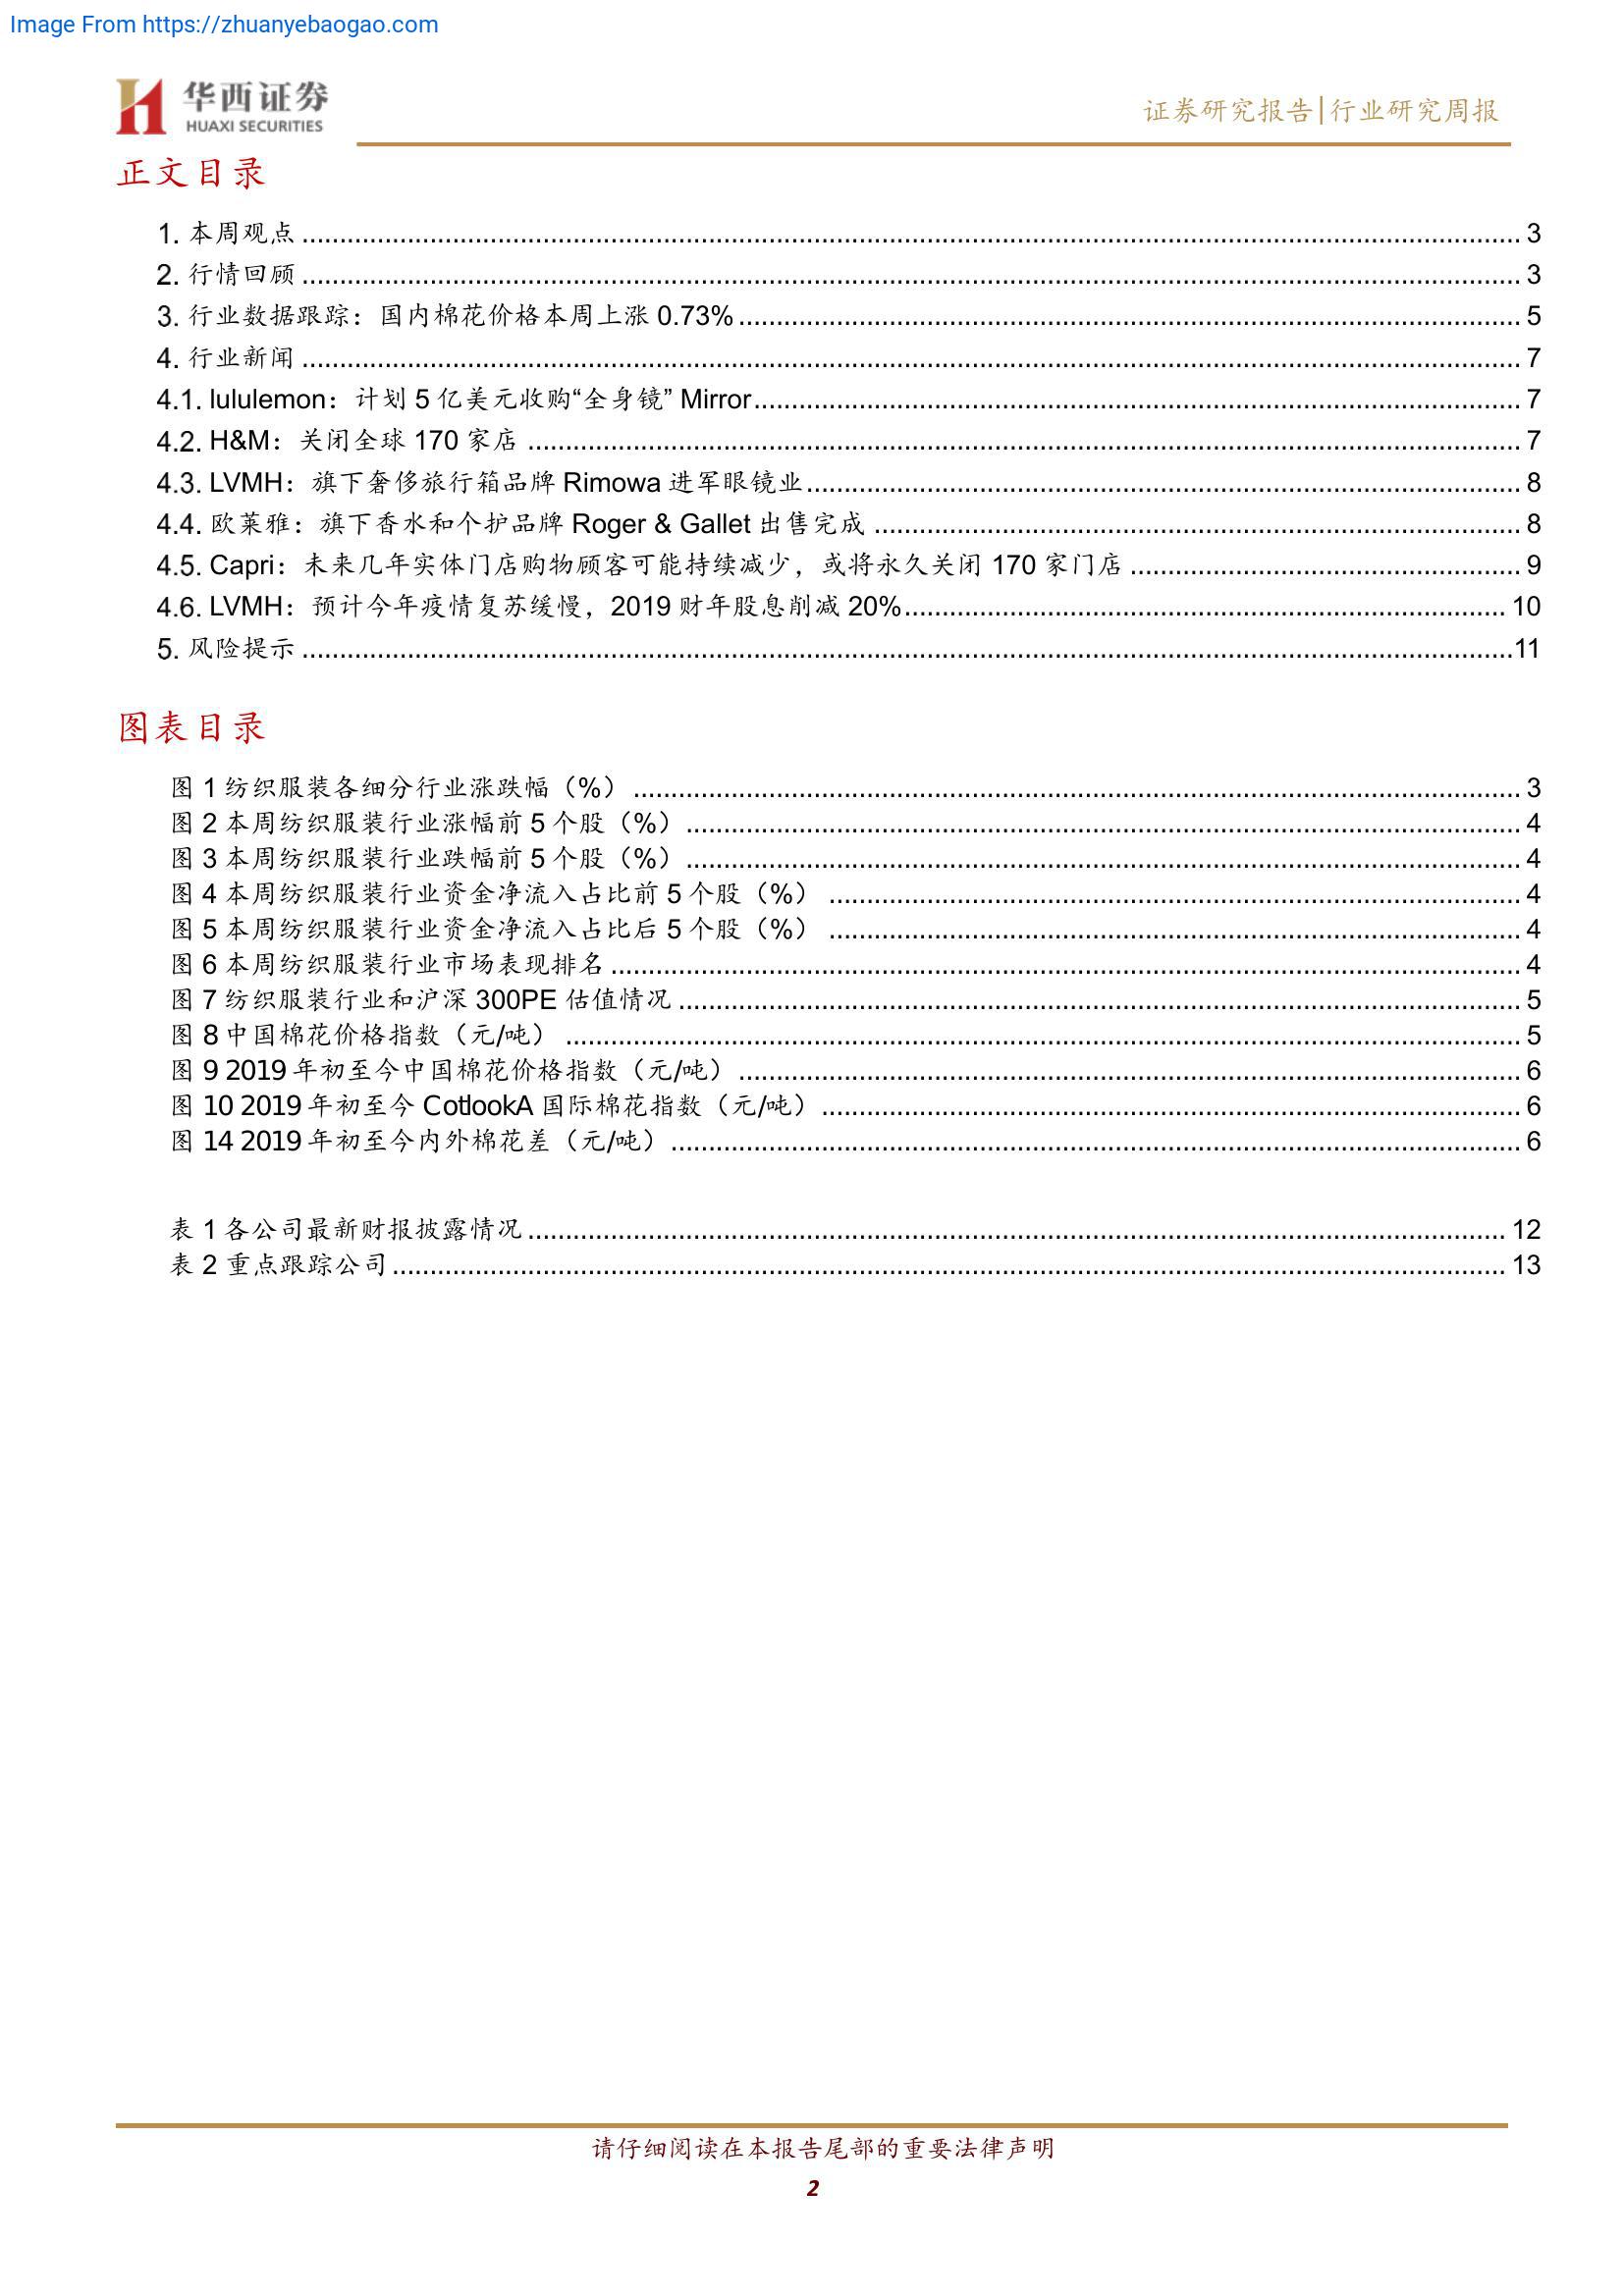 Image From https://zhuanyebaogao.com
华西证券
HUAXI SECURITIES
证券研究报告|行业研究周报
正文目录
1. 本周观点 ........ 3
2. 行情回顾 ........ 3
3. 行业数据跟踪：国内棉花价格本周上涨 0.73% ........ 5
4. 行业新闻 ........ 7
4.1. lululemon：计划 5 亿美元收购“全身镜” Mirror ........ 7
4.2. H&M：关闭全球 170 家店 ........ 7
4.3. LVMH：旗下奢侈旅行箱品牌 Rimowa 进军眼镜业 ........ 8
4.4. 欧莱雅：旗下香水和个护品牌 Roger & Gallet 出售完成 ........ 8
4.5. Capri：未来几年实体门店购物顾客可能持续减少，或将永久关闭 170 家门店 ........ 9
4.6. LVMH：预计今年疫情复苏缓慢，2019 财年股息削减 20% ........ 10
5. 风险提示 ........ 11
图表目录
图 1 纺织服装各细分行业涨跌幅（%） ........ 3
图 2 本周纺织服装行业涨幅前 5 个股（%） ........ 4
图 3 本周纺织服装行业跌幅前 5 个股（%） ........ 4
图 4 本周纺织服装行业资金净流入占比前 5 个股（%） ........ 4
图 5 本周纺织服装行业资金净流入占比后 5 个股（%） ........ 4
图 6 本周纺织服装行业市场表现排名 ........ 4
图 7 纺织服装行业和沪深 300PE 估值情况 ........ 5
图 8 中国棉花价格指数（元/吨） ........ 5
图 9 2019 年初至今中国棉花价格指数（元/吨） ........ 6
图 10 2019 年初至今 CotlookA 国际棉花指数（元/吨） ........ 6
图 14 2019 年初至今内外棉花差（元/吨） ........ 6
表 1 各公司最新财报披露情况 ........ 12
表 2 重点跟踪公司 ........ 13
请仔细阅读在本报告尾部的重要法律声明
2